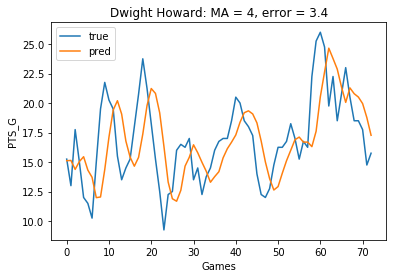 Dwight Howard: MA = 4, error = 3.4
true
pred
25.0
22.5
20.0
17.5
15.0
12.5
10.0
PTS_G
0 10 20 30 40 50 60 70
Games